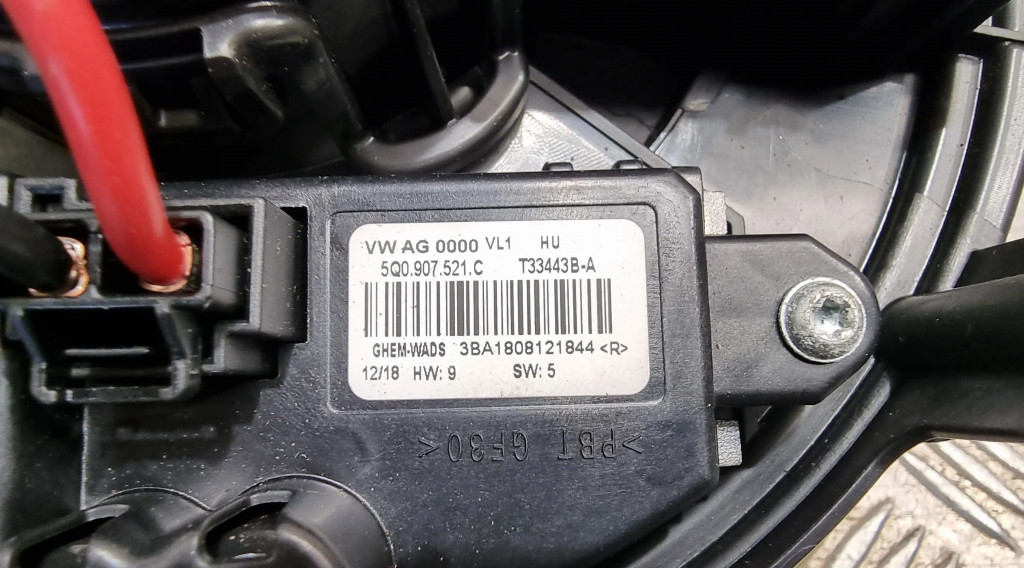 VW AG 0000 VL1 HU
5Q0.907.521.C T33443B-A
GHEM-WADS 3BA1808121844 <R>
12/18 HW: 9 SW: 5
>PBT GF30<